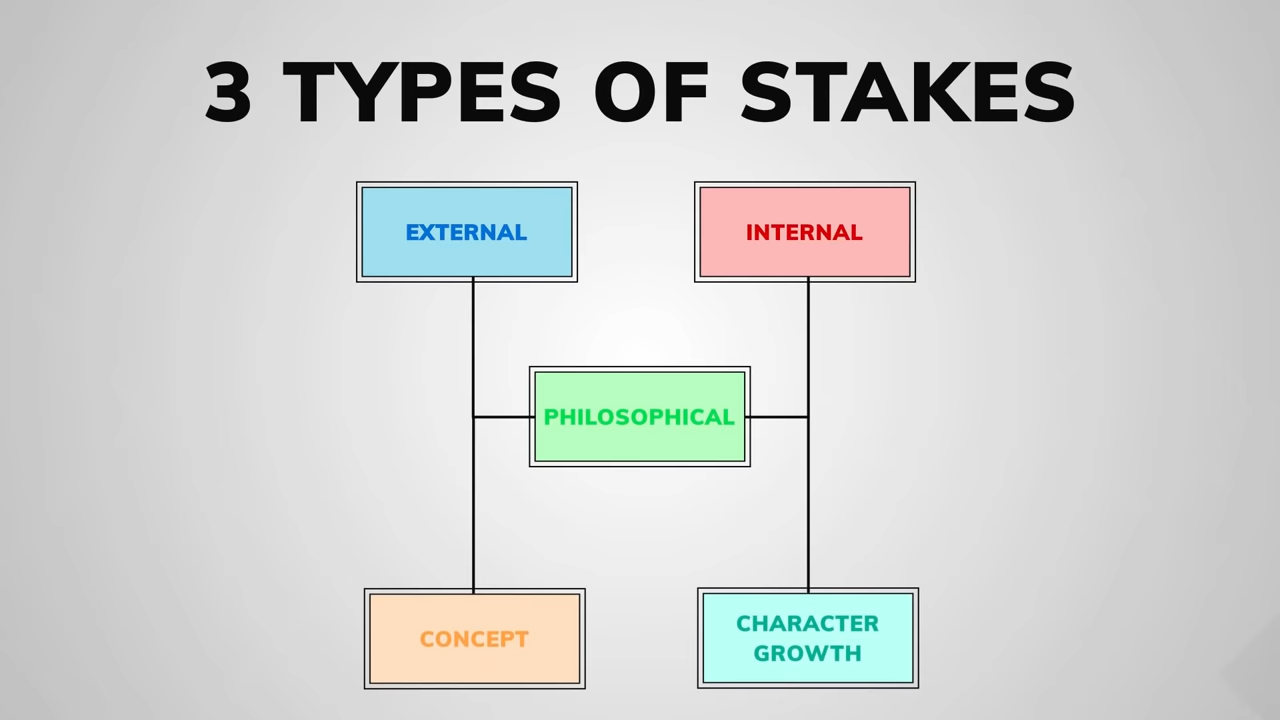 3 TYPES OF STAKES
EXTERNAL
INTERNAL
PHILOSOPHICAL
CONCEPT
CHARACTER
GROWTH